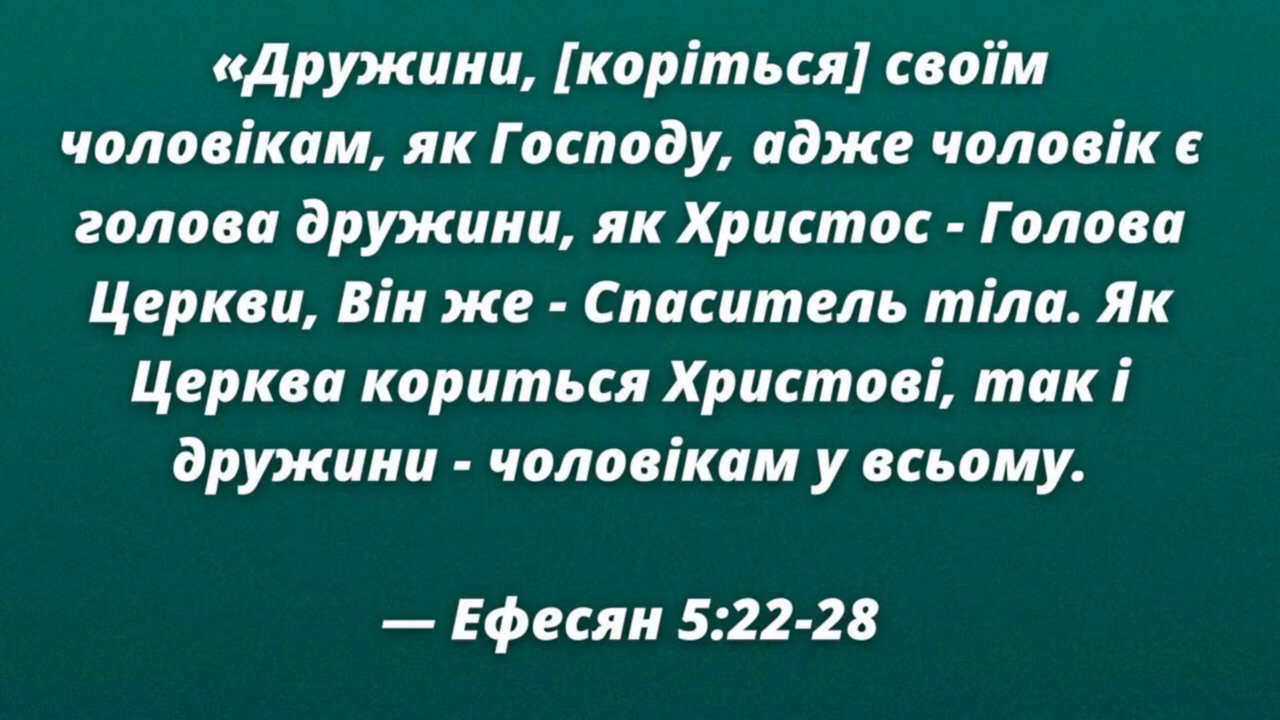 «Дружини, [коріться] своїм
чоловікам, як Господу, адже чоловік є
голова дружини, як Христос - Голова
Церкви, Він же - Спаситель тіла. Як
Церква кориться Христові, так і
дружини - чоловікам у всьому.
— Ефесян 5:22-28